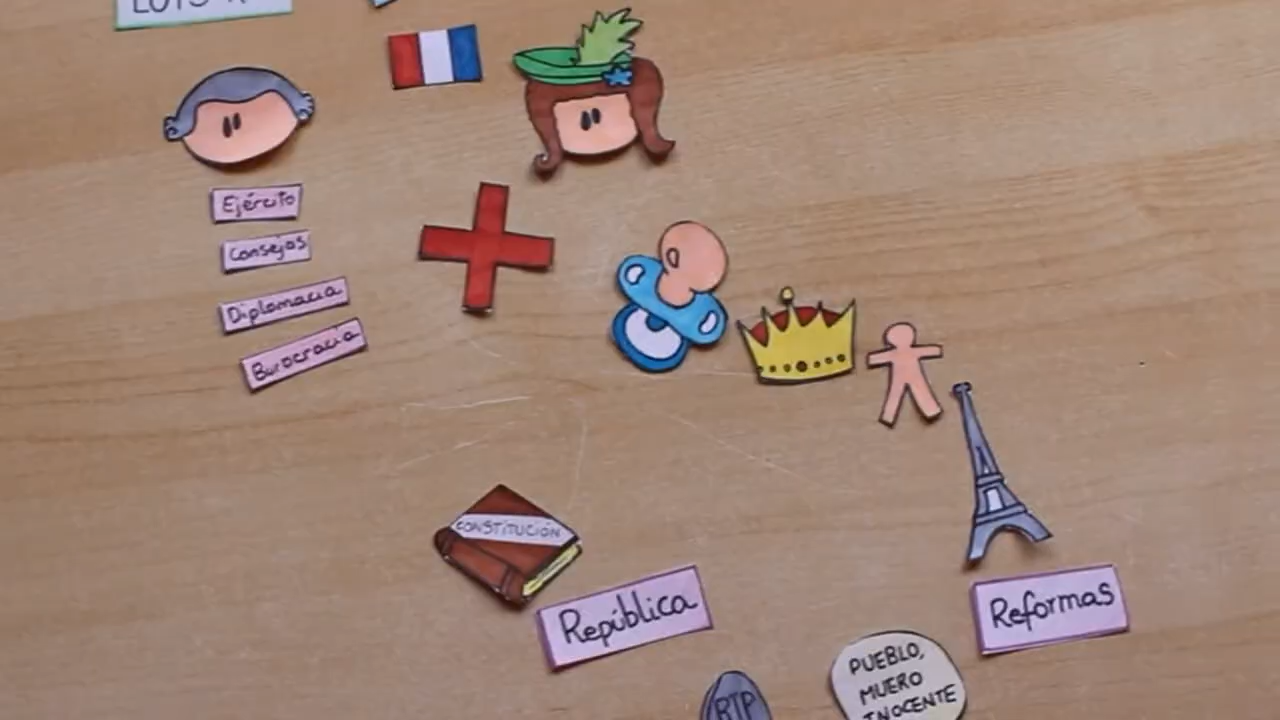 Ejército
Consejos
Diplomacia
Burocracia
CONSTITUCIÓN
República
Reformas
PUEBLO,
MUERO
INOCENTE
RIP